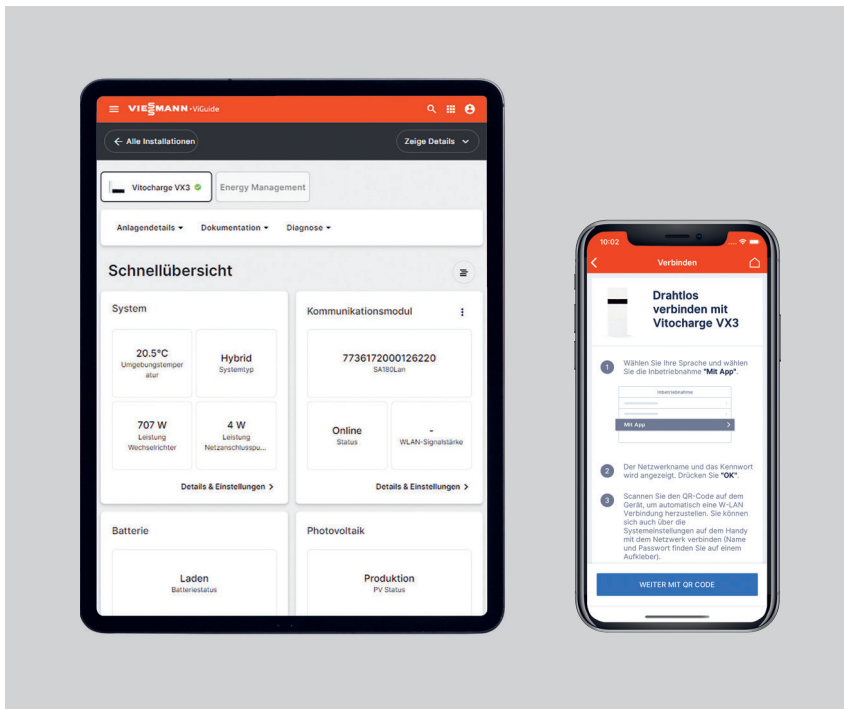 VIESSMANN · ViGuide
Alle Installationen
Zeige Details
Vitocharge VX3
Energy Management
Anlagendetails
Dokumentation
Diagnose
Schnellübersicht
System
20.5°C
Umgebungstemper
atur
Hybrid
Systemtyp
707 W
Leistung
Wechselrichter
4 W
Leistung
Netzanschlusspu...
Details & Einstellungen >
Kommunikationsmodul
7736172000126220
SA180Lan
Online
Status
-
WLAN-Signalstärke
Details & Einstellungen >
Batterie
Laden
Batteriestatus
Photovoltaik
Produktion
PV Status
10:02
Verbinden
Drahtlos
verbinden mit
Vitocharge VX3
1 Wählen Sie Ihre Sprache und wählen
Sie die Inbetriebnahme "Mit App".
Inbetriebnahme
Mit App >
2 Der Netzwerkname und das Kennwort
wird angezeigt. Drücken Sie "OK".
3 Scannen Sie den QR-Code auf dem
Gerät, um automatisch eine W-LAN
Verbindung herzustellen. Sie können
sich auch über die
Systemeinstellungen auf dem Handy
mit dem Netzwerk verbinden (Name
und Passwort finden Sie auf einem
Aufkleber).
WEITER MIT QR CODE